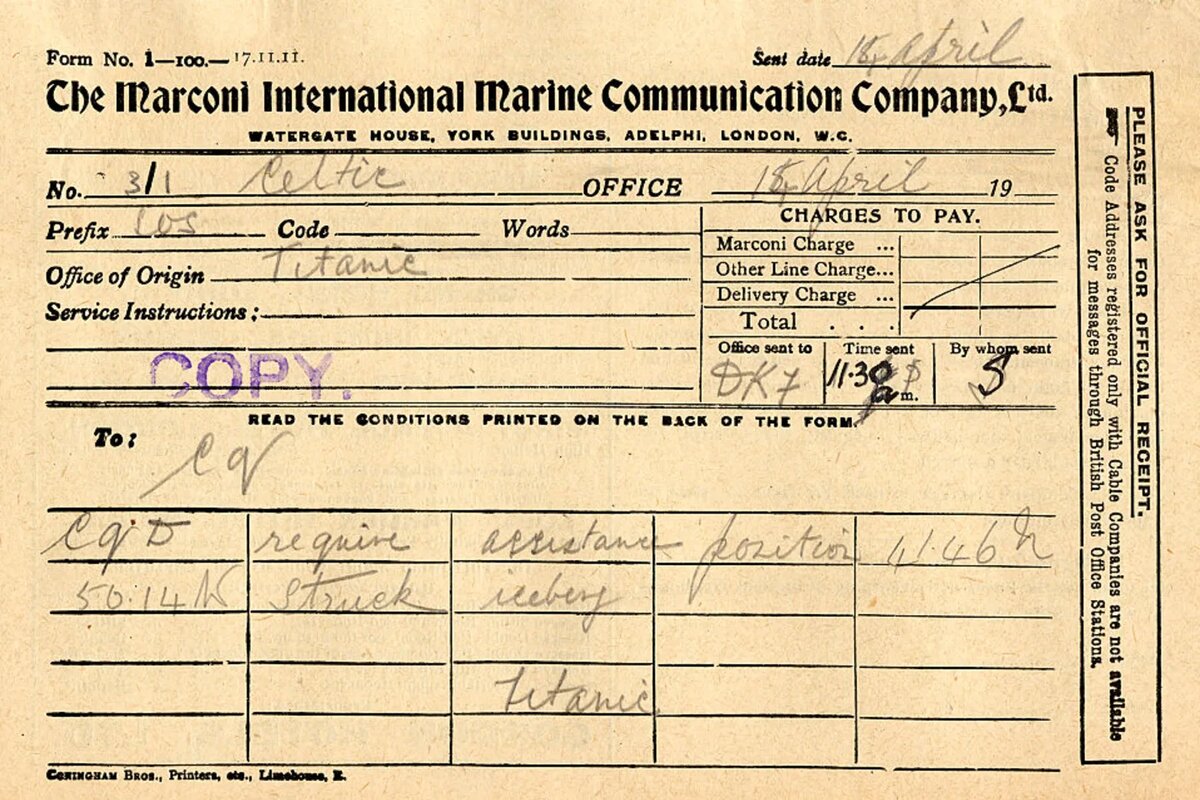 Form No. 1—100.—17.11.11.
Sent date April
The Marconi International Marine Communication Company, Ltd.
WATERGATE HOUSE, YORK BUILDINGS, ADELPHI, LONDON, W.C.
No. 3/1 Celtic OFFICE April 19
Prefix sos Code Words
Office of Origin Titanic
Service Instructions:
COPY.
CHARGES TO PAY.
Marconi Charge ...
Other Line Charge...
Delivery Charge ...
Total . . .
Office sent to Time sent By whom sent
DKF 11.30 m. S
READ THE CONDITIONS PRINTED ON THE BACK OF THE FORM.
To:
cq
cqD require assistance position 41.46 N
50.14 W Struck iceberg
Titanic
CONINGHAM BROS., Printers, etc., Limehouse, E.
PLEASE ASK FOR OFFICIAL RECEIPT.
Code Addresses registered only with Cable Companies are not available
for messages through British Post Office Stations.